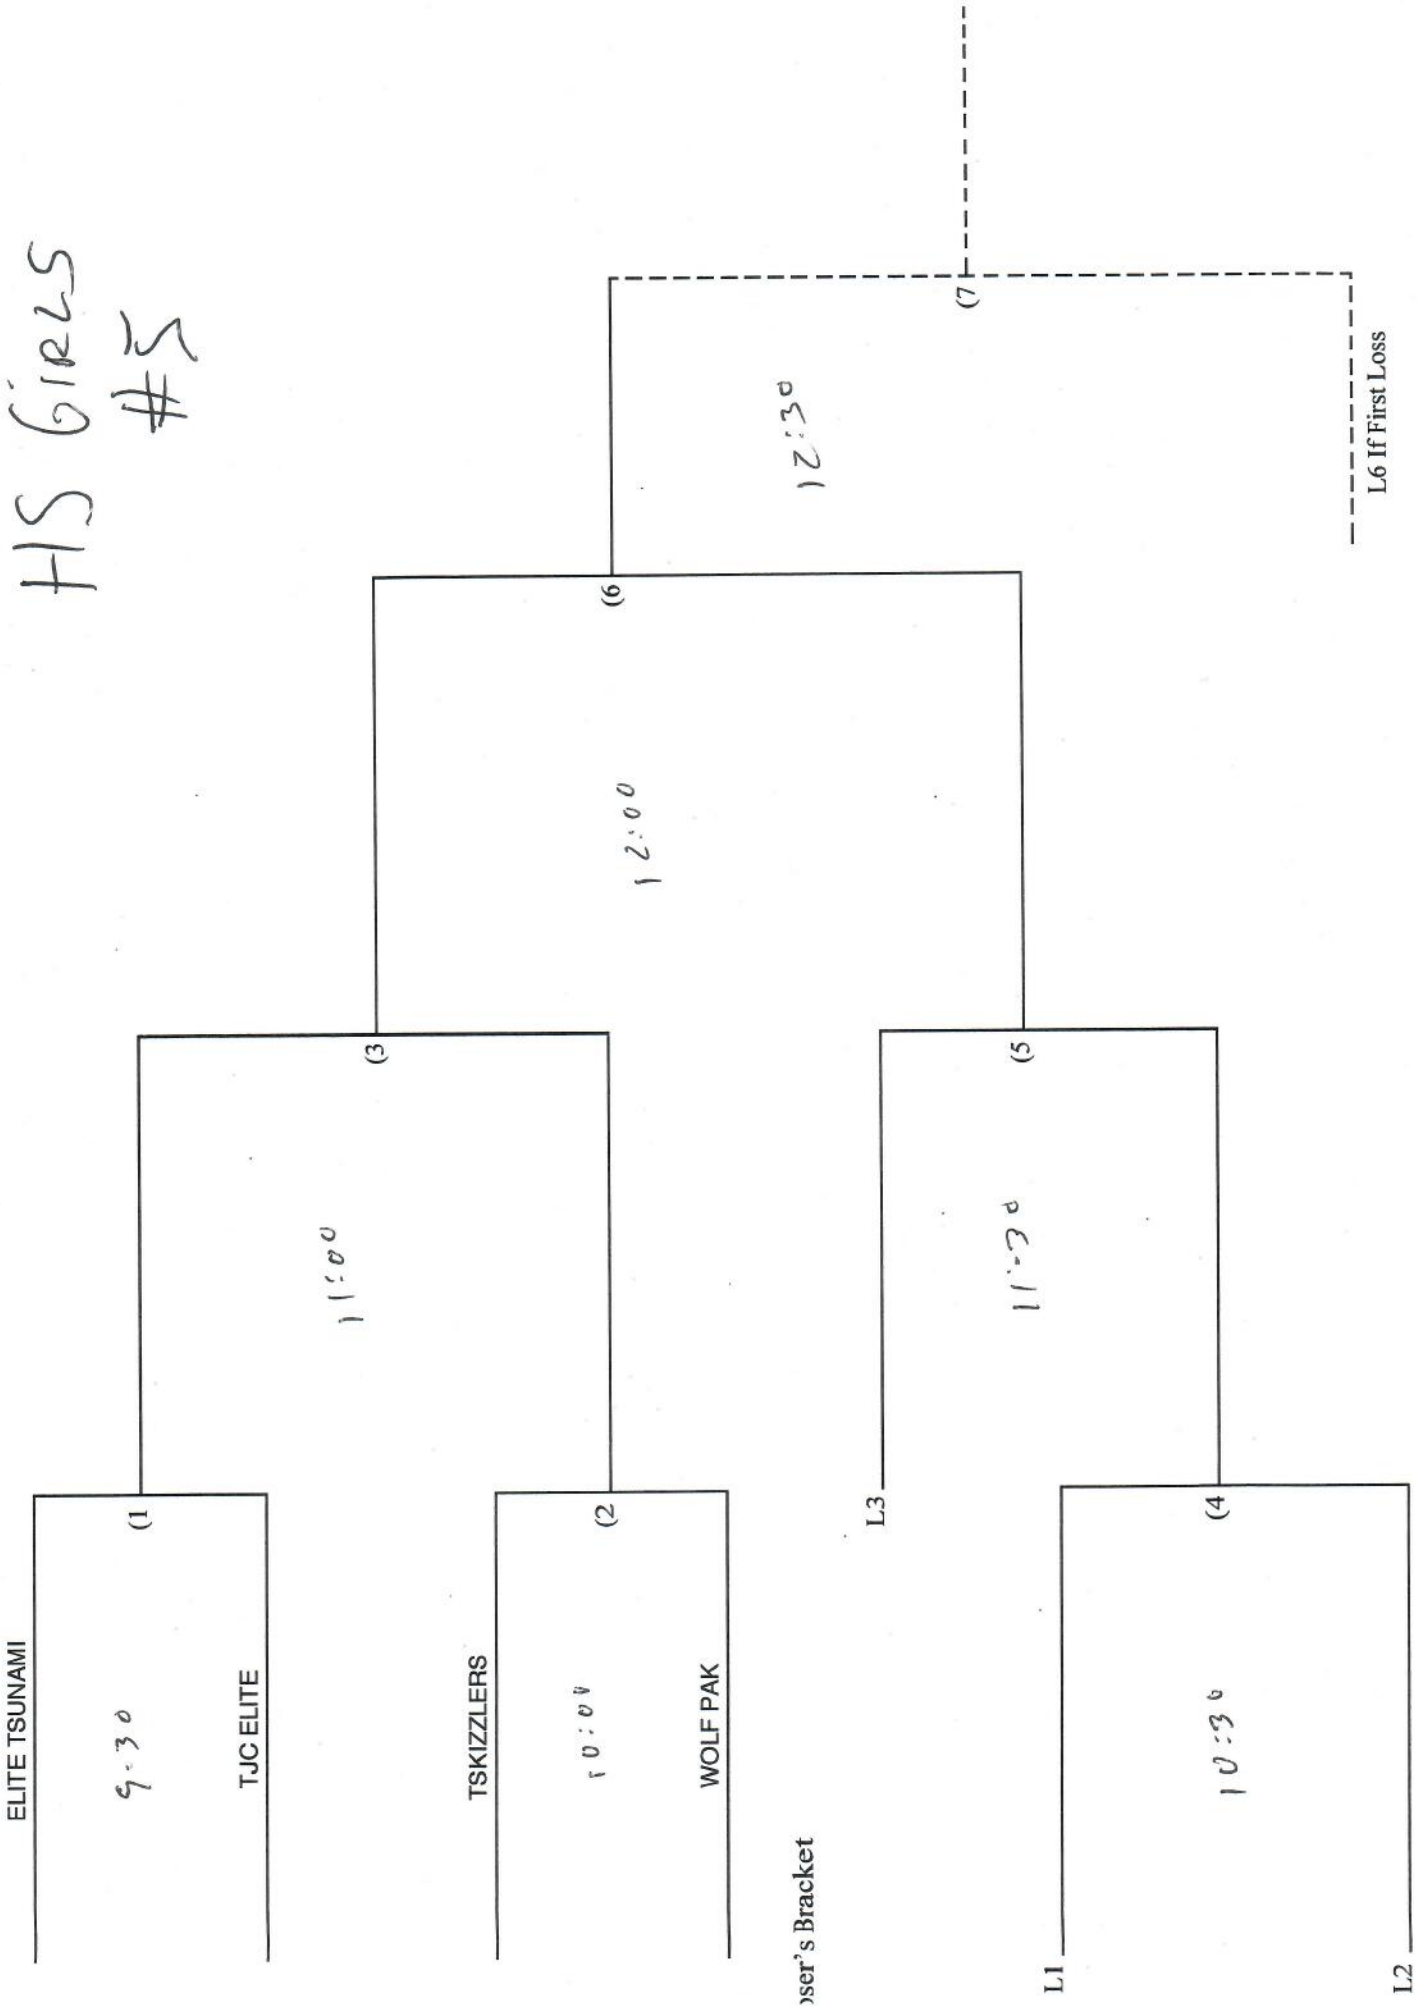 HS GIRLS
#5
ELITE TSUNAMI
9:30
(1
TJC ELITE
11:00
(3
TSKIZZLERS
10:00
(2
WOLF PAK
12:00
(6
12:30
(7
oser's Bracket
L3
11:30
(5
L1
10:30
(4
L2
L6 If First Loss